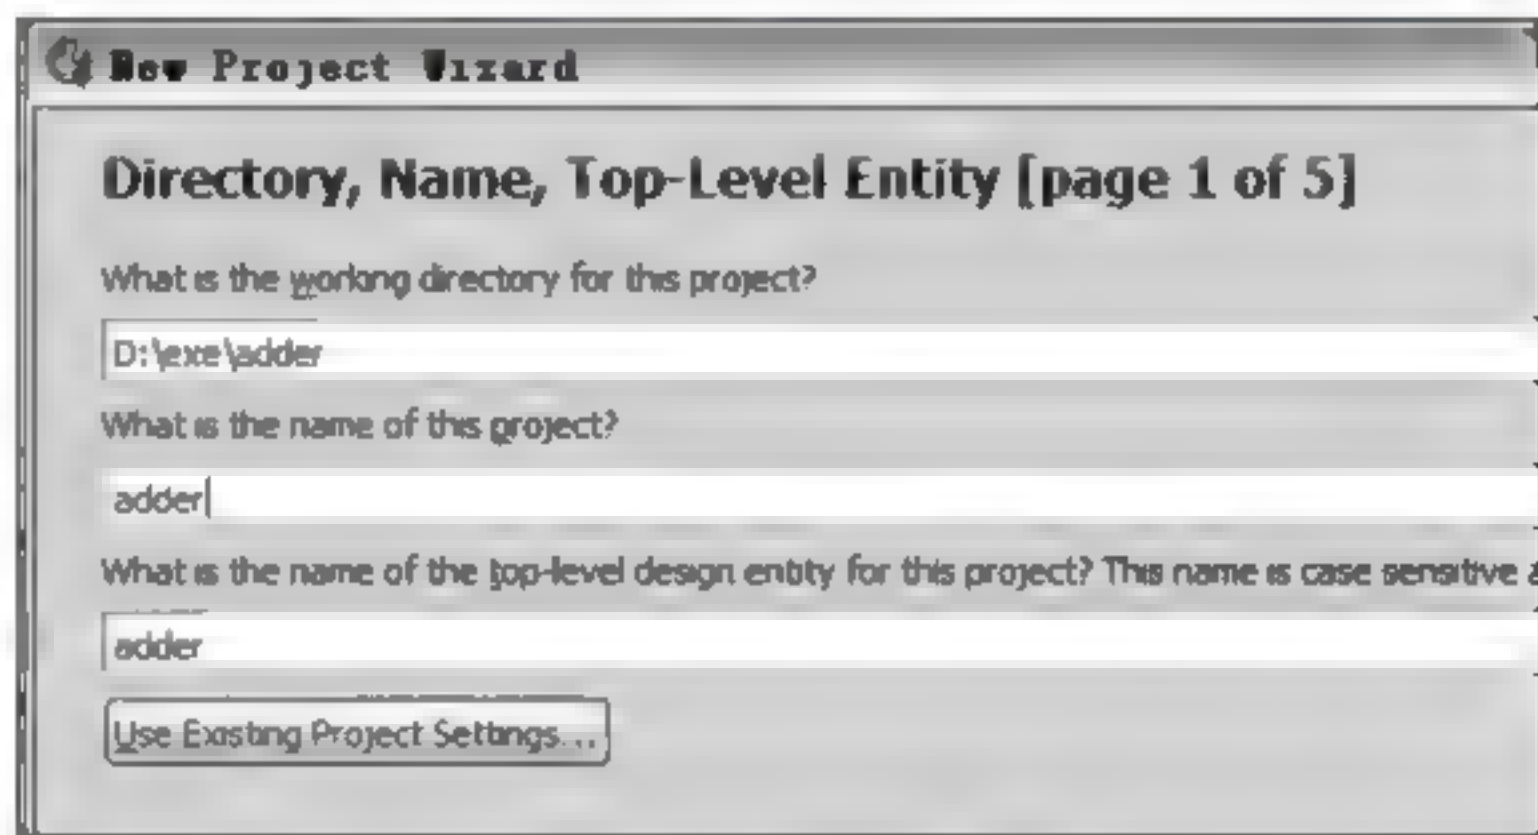 New Project Wizard
Directory, Name, Top-Level Entity [page 1 of 5]
What is the working directory for this project?
D:\exe\adder
What is the name of this project?
adder
What is the name of the top-level design entity for this project? This name is case sensitive
adder
Use Existing Project Settings...